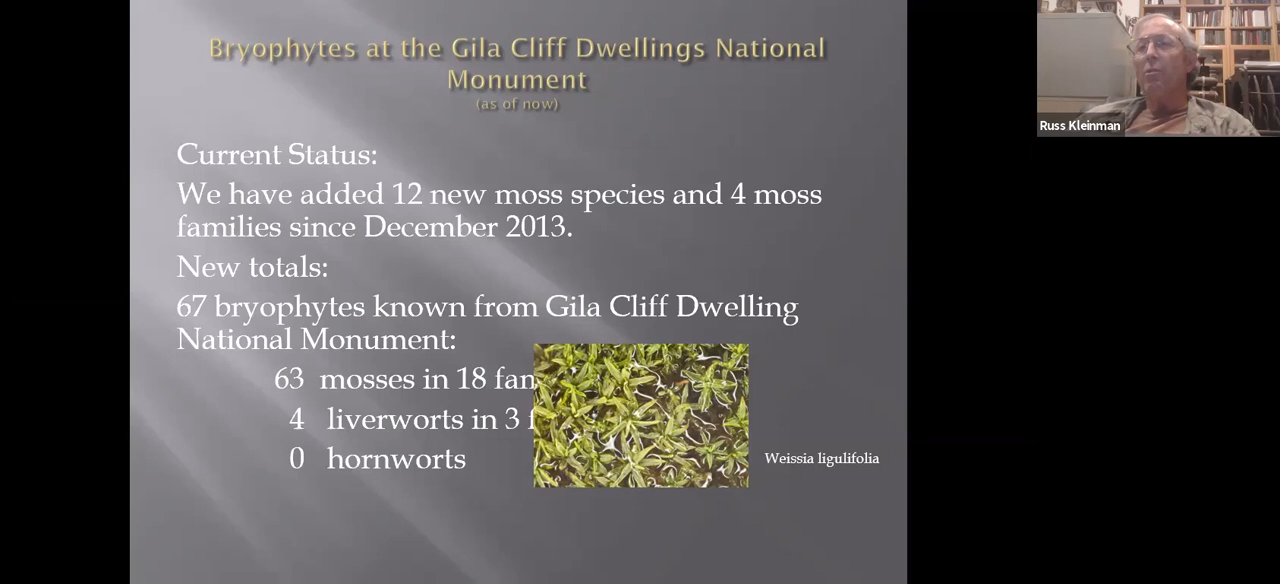 Bryophytes at the Gila Cliff Dwellings National
Monument
(as of now)
Current Status:
We have added 12 new moss species and 4 moss
families since December 2013.
New totals:
67 bryophytes known from Gila Cliff Dwelling
National Monument:
63 mosses in 18 fam
4 liverworts in 3 f
0 hornworts
Weissia ligulifolia
Russ Kleinman